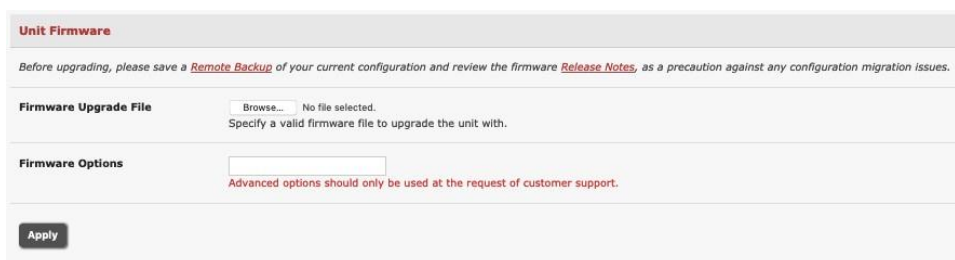 Unit Firmware
Before upgrading, please save a Remote Backup of your current configuration and review the firmware Release Notes, as a precaution against any configuration migration issues.
Firmware Upgrade File
Browse... No file selected.
Specify a valid firmware file to upgrade the unit with.
Firmware Options
Advanced options should only be used at the request of customer support.
Apply